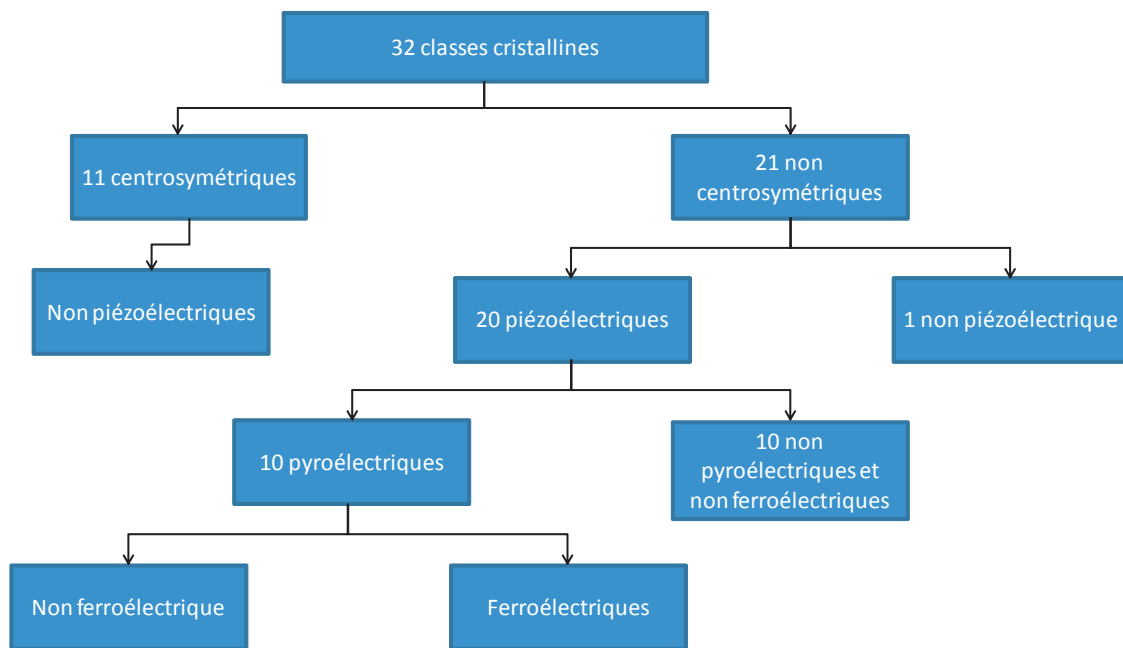 32 classes cristallines
11 centrosymétriques
21 non
centrosymétriques
Non piézoélectriques
20 piézoélectriques
1 non piézoélectrique
10 pyroélectriques
10 non
pyroélectriques et
non ferroélectriques
Non ferroélectrique
Ferroélectriques